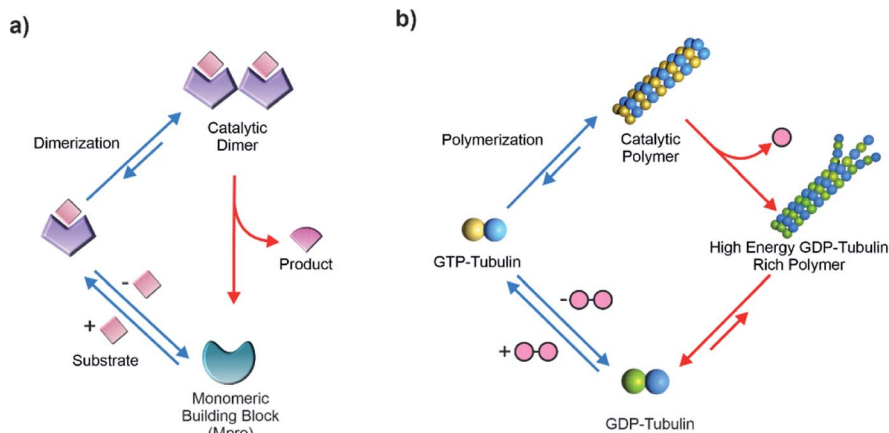 a)
Dimerization
Catalytic
Dimer
Product
-
+
Substrate
Monomeric
Building Block
(Mpro)
b)
Polymerization
Catalytic
Polymer
GTP-Tubulin
High Energy GDP-Tubulin
Rich Polymer
-
+
GDP-Tubulin